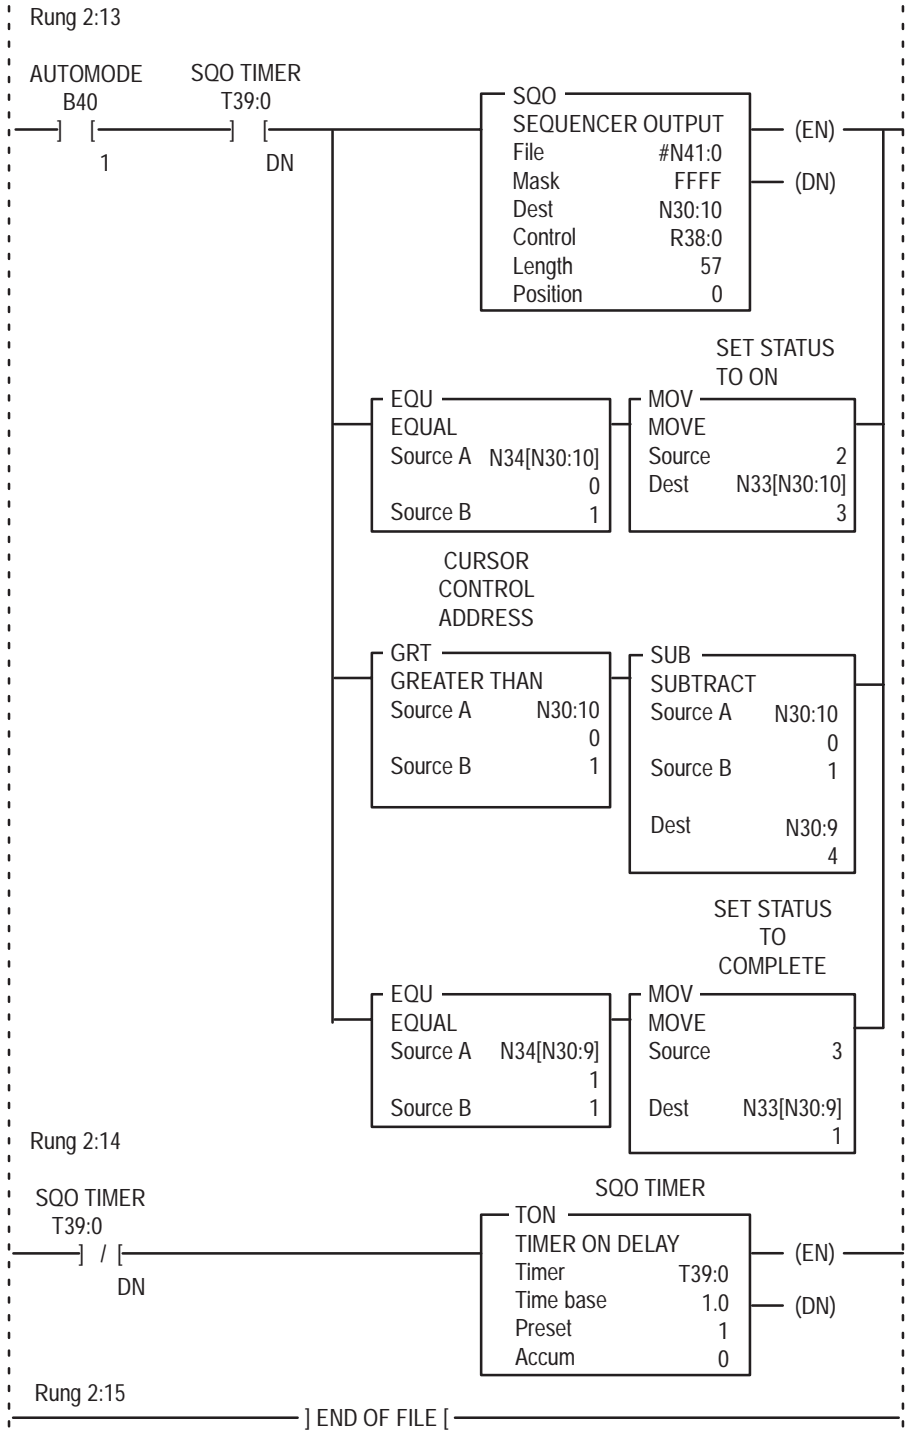 Rung 2:13
AUTOMODE SQO TIMER
B40 T39:0
] [ ] [
1 DN
SQO
SEQUENCER OUTPUT (EN)
File #N41:0
Mask FFFF (DN)
Dest N30:10
Control R38:0
Length 57
Position 0
SET STATUS
TO ON
EQU MOV
EQUAL MOVE
Source A N34[N30:10] Source 2
0 Dest N33[N30:10]
Source B 1 3
CURSOR
CONTROL
ADDRESS
GRT SUB
GREATER THAN SUBTRACT
Source A N30:10 Source A N30:10
0 0
Source B 1 Source B 1
Dest N30:9
4
SET STATUS
TO
COMPLETE
EQU MOV
EQUAL MOVE
Source A N34[N30:9] Source 3
1
Source B 1 Dest N33[N30:9]
1
Rung 2:14
SQO TIMER SQO TIMER
T39:0 TON
] / [ TIMER ON DELAY (EN)
DN Timer T39:0
Time base 1.0 (DN)
Preset 1
Accum 0
Rung 2:15
] END OF FILE [